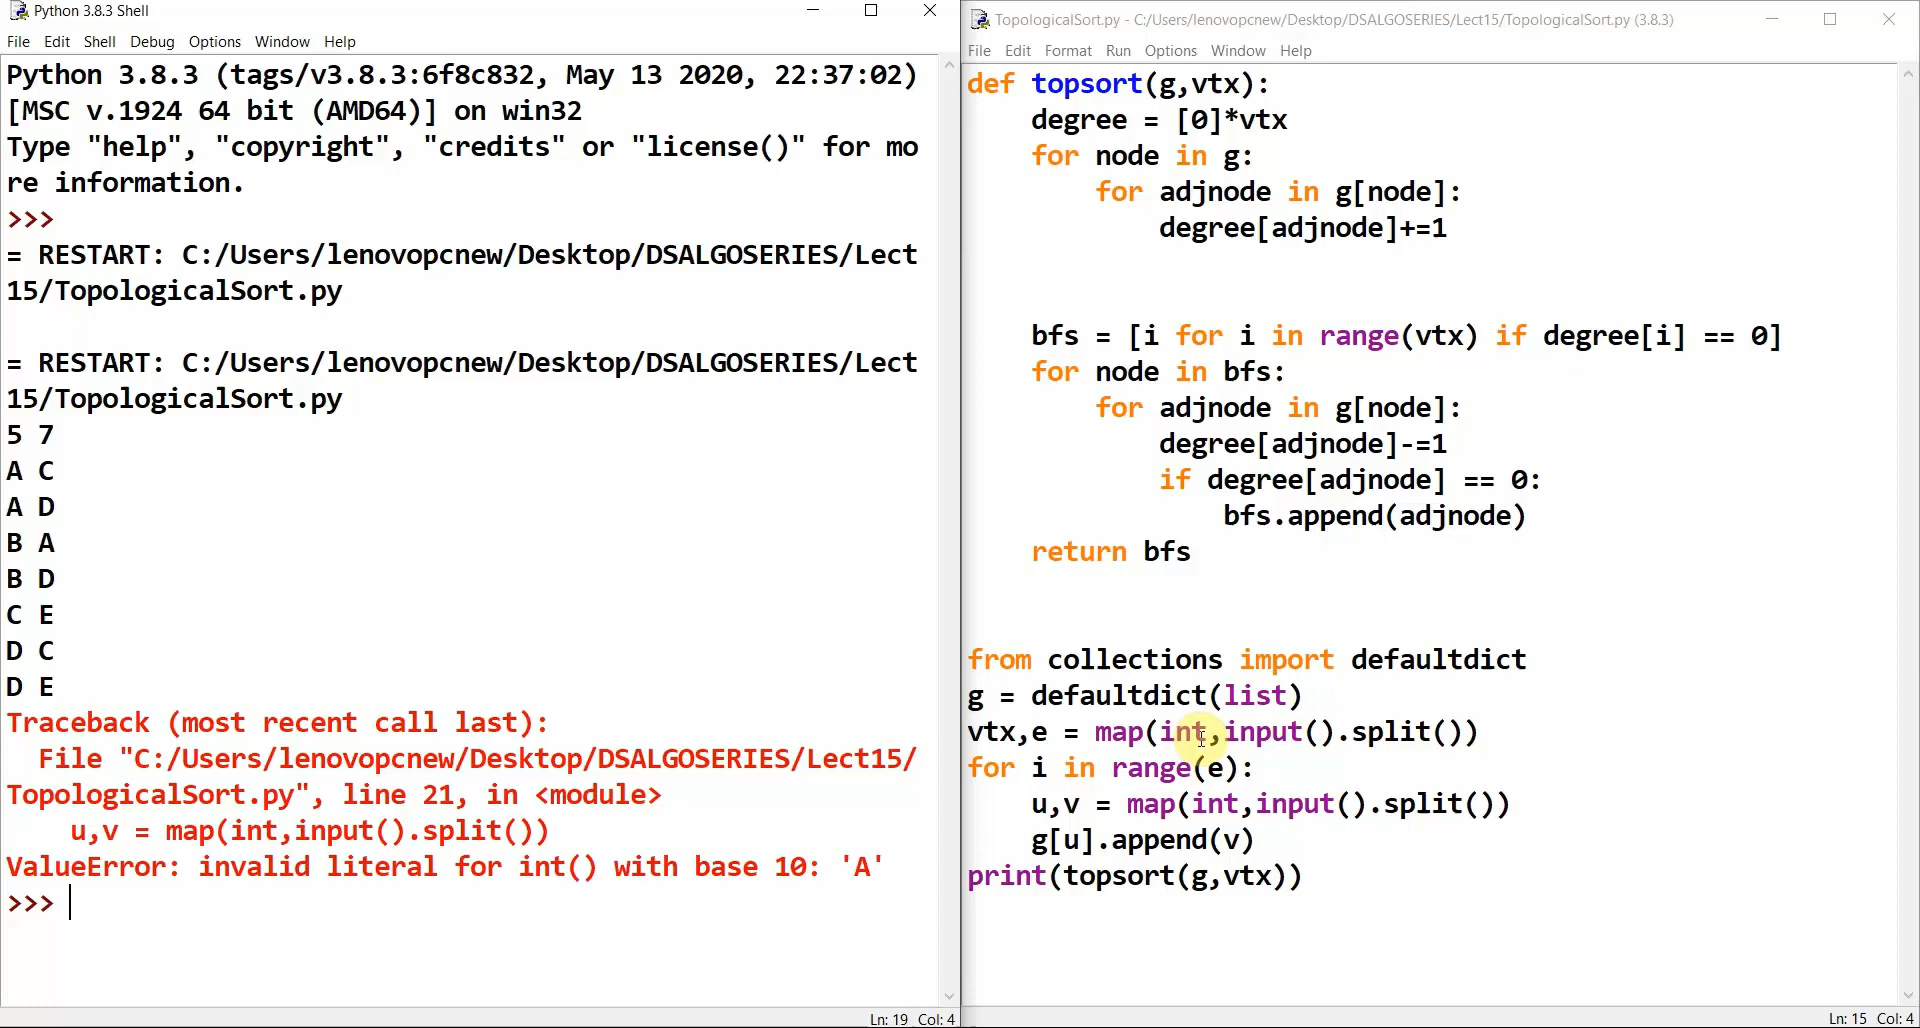 Python 3.8.3 Shell
File Edit Shell Debug Options Window Help
Python 3.8.3 (tags/v3.8.3:6f8c832, May 13 2020, 22:37:02)
[MSC v.1924 64 bit (AMD64)] on win32
Type "help", "copyright", "credits" or "license()" for mo
re information.
>>>
= RESTART: C:/Users/lenovopcnew/Desktop/DSALGOSERIES/Lect
15/TopologicalSort.py
= RESTART: C:/Users/lenovopcnew/Desktop/DSALGOSERIES/Lect
15/TopologicalSort.py
5 7
A C
A D
B A
B D
C E
D C
D E
Traceback (most recent call last):
  File "C:/Users/lenovopcnew/Desktop/DSALGOSERIES/Lect15/
TopologicalSort.py", line 21, in <module>
    u,v = map(int,input().split())
ValueError: invalid literal for int() with base 10: 'A'
>>>
Ln: 19 Col: 4
TopologicalSort.py - C:/Users/lenovopcnew/Desktop/DSALGOSERIES/Lect15/TopologicalSort.py (3.8.3)
File Edit Format Run Options Window Help
def topsort(g,vtx):
    degree = [0]*vtx
    for node in g:
        for adjnode in g[node]:
            degree[adjnode]+=1
    bfs = [i for i in range(vtx) if degree[i] == 0]
    for node in bfs:
        for adjnode in g[node]:
            degree[adjnode]-=1
            if degree[adjnode] == 0:
                bfs.append(adjnode)
    return bfs
from collections import defaultdict
g = defaultdict(list)
vtx,e = map(int,input().split())
for i in range(e):
    u,v = map(int,input().split())
    g[u].append(v)
print(topsort(g,vtx))
Ln: 15 Col: 4